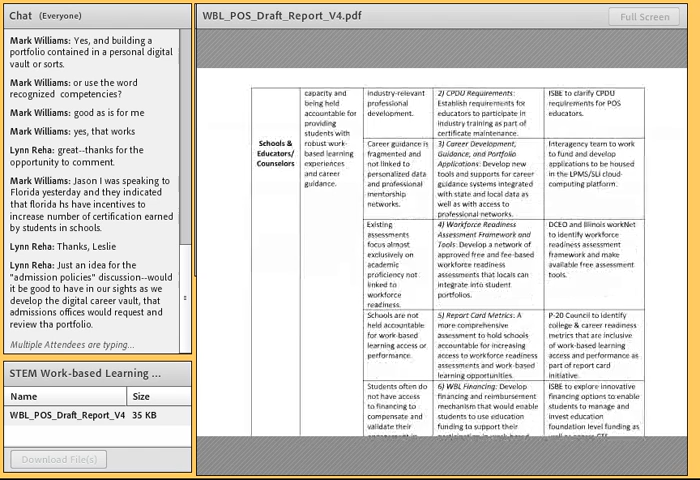 Chat (Everyone)
Mark Williams: Yes, and building a
portfolio contained in a personal digital
vault or sorts.
Mark Williams: or use the word
recognized competencies?
Mark Williams: good as is for me
Mark Williams: yes, that works
Lynn Reha: great--thanks for the
opportunity to comment.
Mark Williams: Jason I was speaking to
Florida yesterday and they indicated
that florida hs have incentives to
increase number of certification earned
by students in schools.
Lynn Reha: Thanks, Leslie
Lynn Reha: Just an idea for the
"admission policies" discussion--would
it be good to have in our sights as we
develop the digital career vault, that
admissions offices would request and
review tha portfolio.
Multiple Attendees are typing...
STEM Work-based Learning ...
Name Size
WBL_POS_Draft_Report_V4 35 KB
Download File(s)
WBL_POS_Draft_Report_V4.pdf
Full Screen
Schools &
Educators/
Counselors
capacity and
being held
accountable for
providing
students with
robust work-
based learning
experiences
and career
guidance.
industry-relevant
professional
development.
2) CPDU Requirements:
Establish requirements for
educators to participate in
industry training as part of
certificate maintenance.
ISBE to clarify CPDU
requirements for POS
educators.
Career guidance is
fragmented and
not linked to
personalized data
and professional
mentorship
networks.
3) Career Development,
Guidance, and Portfolio
Applications: Develop new
tools and supports for career
guidance systems integrated
with state and local data as
well as with access to
professional networks.
Interagency team to work
to fund and develop
applications to be housed
in the LPMS/SLI cloud-
computing platform.
Existing
assessments
focus almost
exclusively on
academic
proficiency not
linked to
workforce
readiness.
4) Workforce Readiness
Assessment Framework and
Tools: Develop a network of
approved free and fee-based
workforce readiness
assessments that locals can
integrate into student
portfolios.
DCEO and Illinois workNet
to identify workforce
readiness assessment
framework and make
available free assessment
tools.
Schools are not
held accountable
for work-based
learning access or
performance.
5) Report Card Metrics: A
more comprehensive
assessment to hold schools
accountable for increasing
access to workforce readiness
assessments and work-based
learning opportunities.
P-20 Council to identify
college & career readiness
metrics that are inclusive
of work-based learning
access and performance as
part of report card
initiative.
Students often do
not have access
to financing to
compensate and
validate their
6) WBL Financing: Develop
financing and reimbursement
mechanism that would enable
students to use education
funding to support their
ISBE to explore innovative
financing options to enable
students to manage and
invest education
foundation level funding as